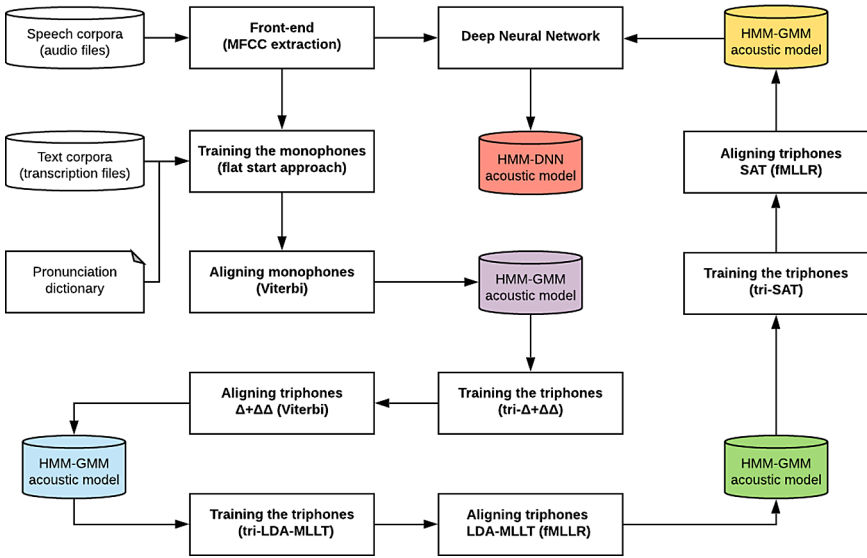 Speech corpora
(audio files)
Front-end
(MFCC extraction)
Deep Neural Network
HMM-GMM
acoustic model
Text corpora
(transcription files)
Training the monophones
(flat start approach)
HMM-DNN
acoustic model
Aligning triphones
SAT (fMLLR)
Pronunciation
dictionary
Aligning monophones
(Viterbi)
HMM-GMM
acoustic model
Training the triphones
(tri-SAT)
Aligning triphones
Δ+ΔΔ (Viterbi)
Training the triphones
(tri-Δ+ΔΔ)
HMM-GMM
acoustic model
HMM-GMM
acoustic model
Training the triphones
(tri-LDA-MLLT)
Aligning triphones
LDA-MLLT (fMLLR)